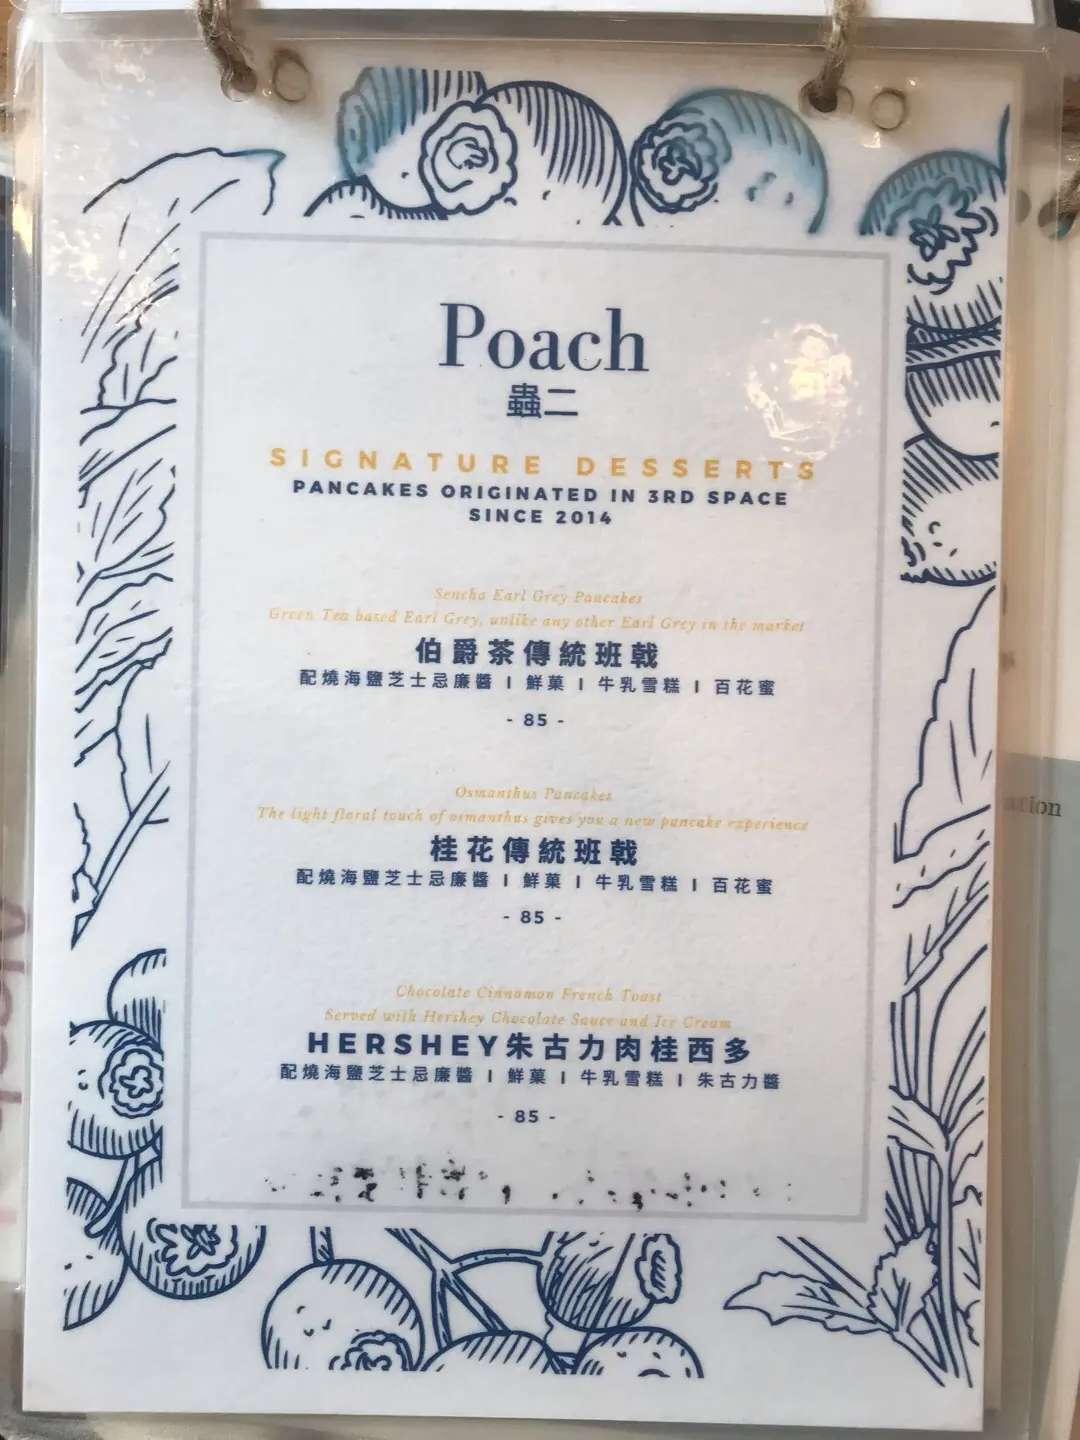 Poach
蟲二
SIGNATURE DESSERTS
PANCAKES ORIGINATED IN 3RD SPACE
SINCE 2014
Sencha Earl Grey Pancakes
Green Tea based Earl Grey, unlike any other Earl Grey in the market
伯爵茶傳統班戟
配燒海鹽芝士忌廉醬 I 鮮菓 I 牛乳雪糕 I 百花蜜
- 85 -
Osmanthus Pancakes
The light floral touch of osmanthus gives you a new pancake experience
桂花傳統班戟
配燒海鹽芝士忌廉醬 I 鮮菓 I 牛乳雪糕 I 百花蜜
- 85 -
Chocolate Cinnamon French Toast
Served with Hershey Chocolate Sauce and Ice Cream
HERSHEY朱古力肉桂西多
配燒海鹽芝士忌廉醬 I 鮮菓 I 牛乳雪糕 I 朱古力醬
- 85 -